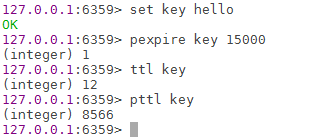 127.0.0.1:6359> set key hello
OK
127.0.0.1:6359> pexpire key 15000
(integer) 1
127.0.0.1:6359> ttl key
(integer) 12
127.0.0.1:6359> pttl key
(integer) 8566
127.0.0.1:6359>